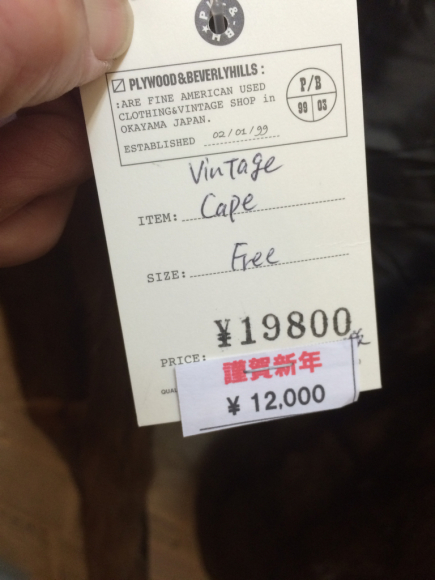 PLYWOOD&BEVERLYHILLS:
:ARE FINE AMERICAN USED
CLOTHING&VINTAGE SHOP in
OKAYAMA JAPAN.
ESTABLISHED 02/01/99
P/B
99 03
Vintage
ITEM: Cape
SIZE: Free
¥19800
PRICE:
謹賀新年
¥ 12,000